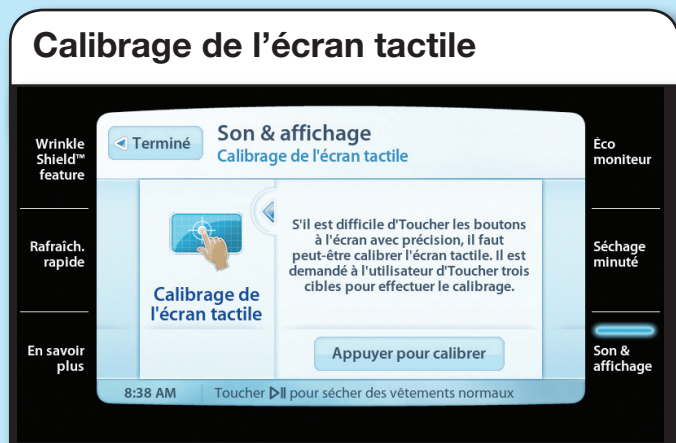 Calibrage de l’écran tactile
Wrinkle
Shield™
feature
Rafraîch.
rapide
En savoir
plus
Terminé
Son & affichage
Calibrage de l'écran tactile
Calibrage de
l'écran tactile
S'il est difficile d'Toucher les boutons
à l'écran avec précision, il faut
peut-être calibrer l'écran tactile. Il est
demandé à l'utilisateur d'Toucher trois
cibles pour effectuer le calibrage.
Appuyer pour calibrer
8:38 AM Toucher ▷II pour sécher des vêtements normaux
Éco
moniteur
Séchage
minuté
Son &
affichage